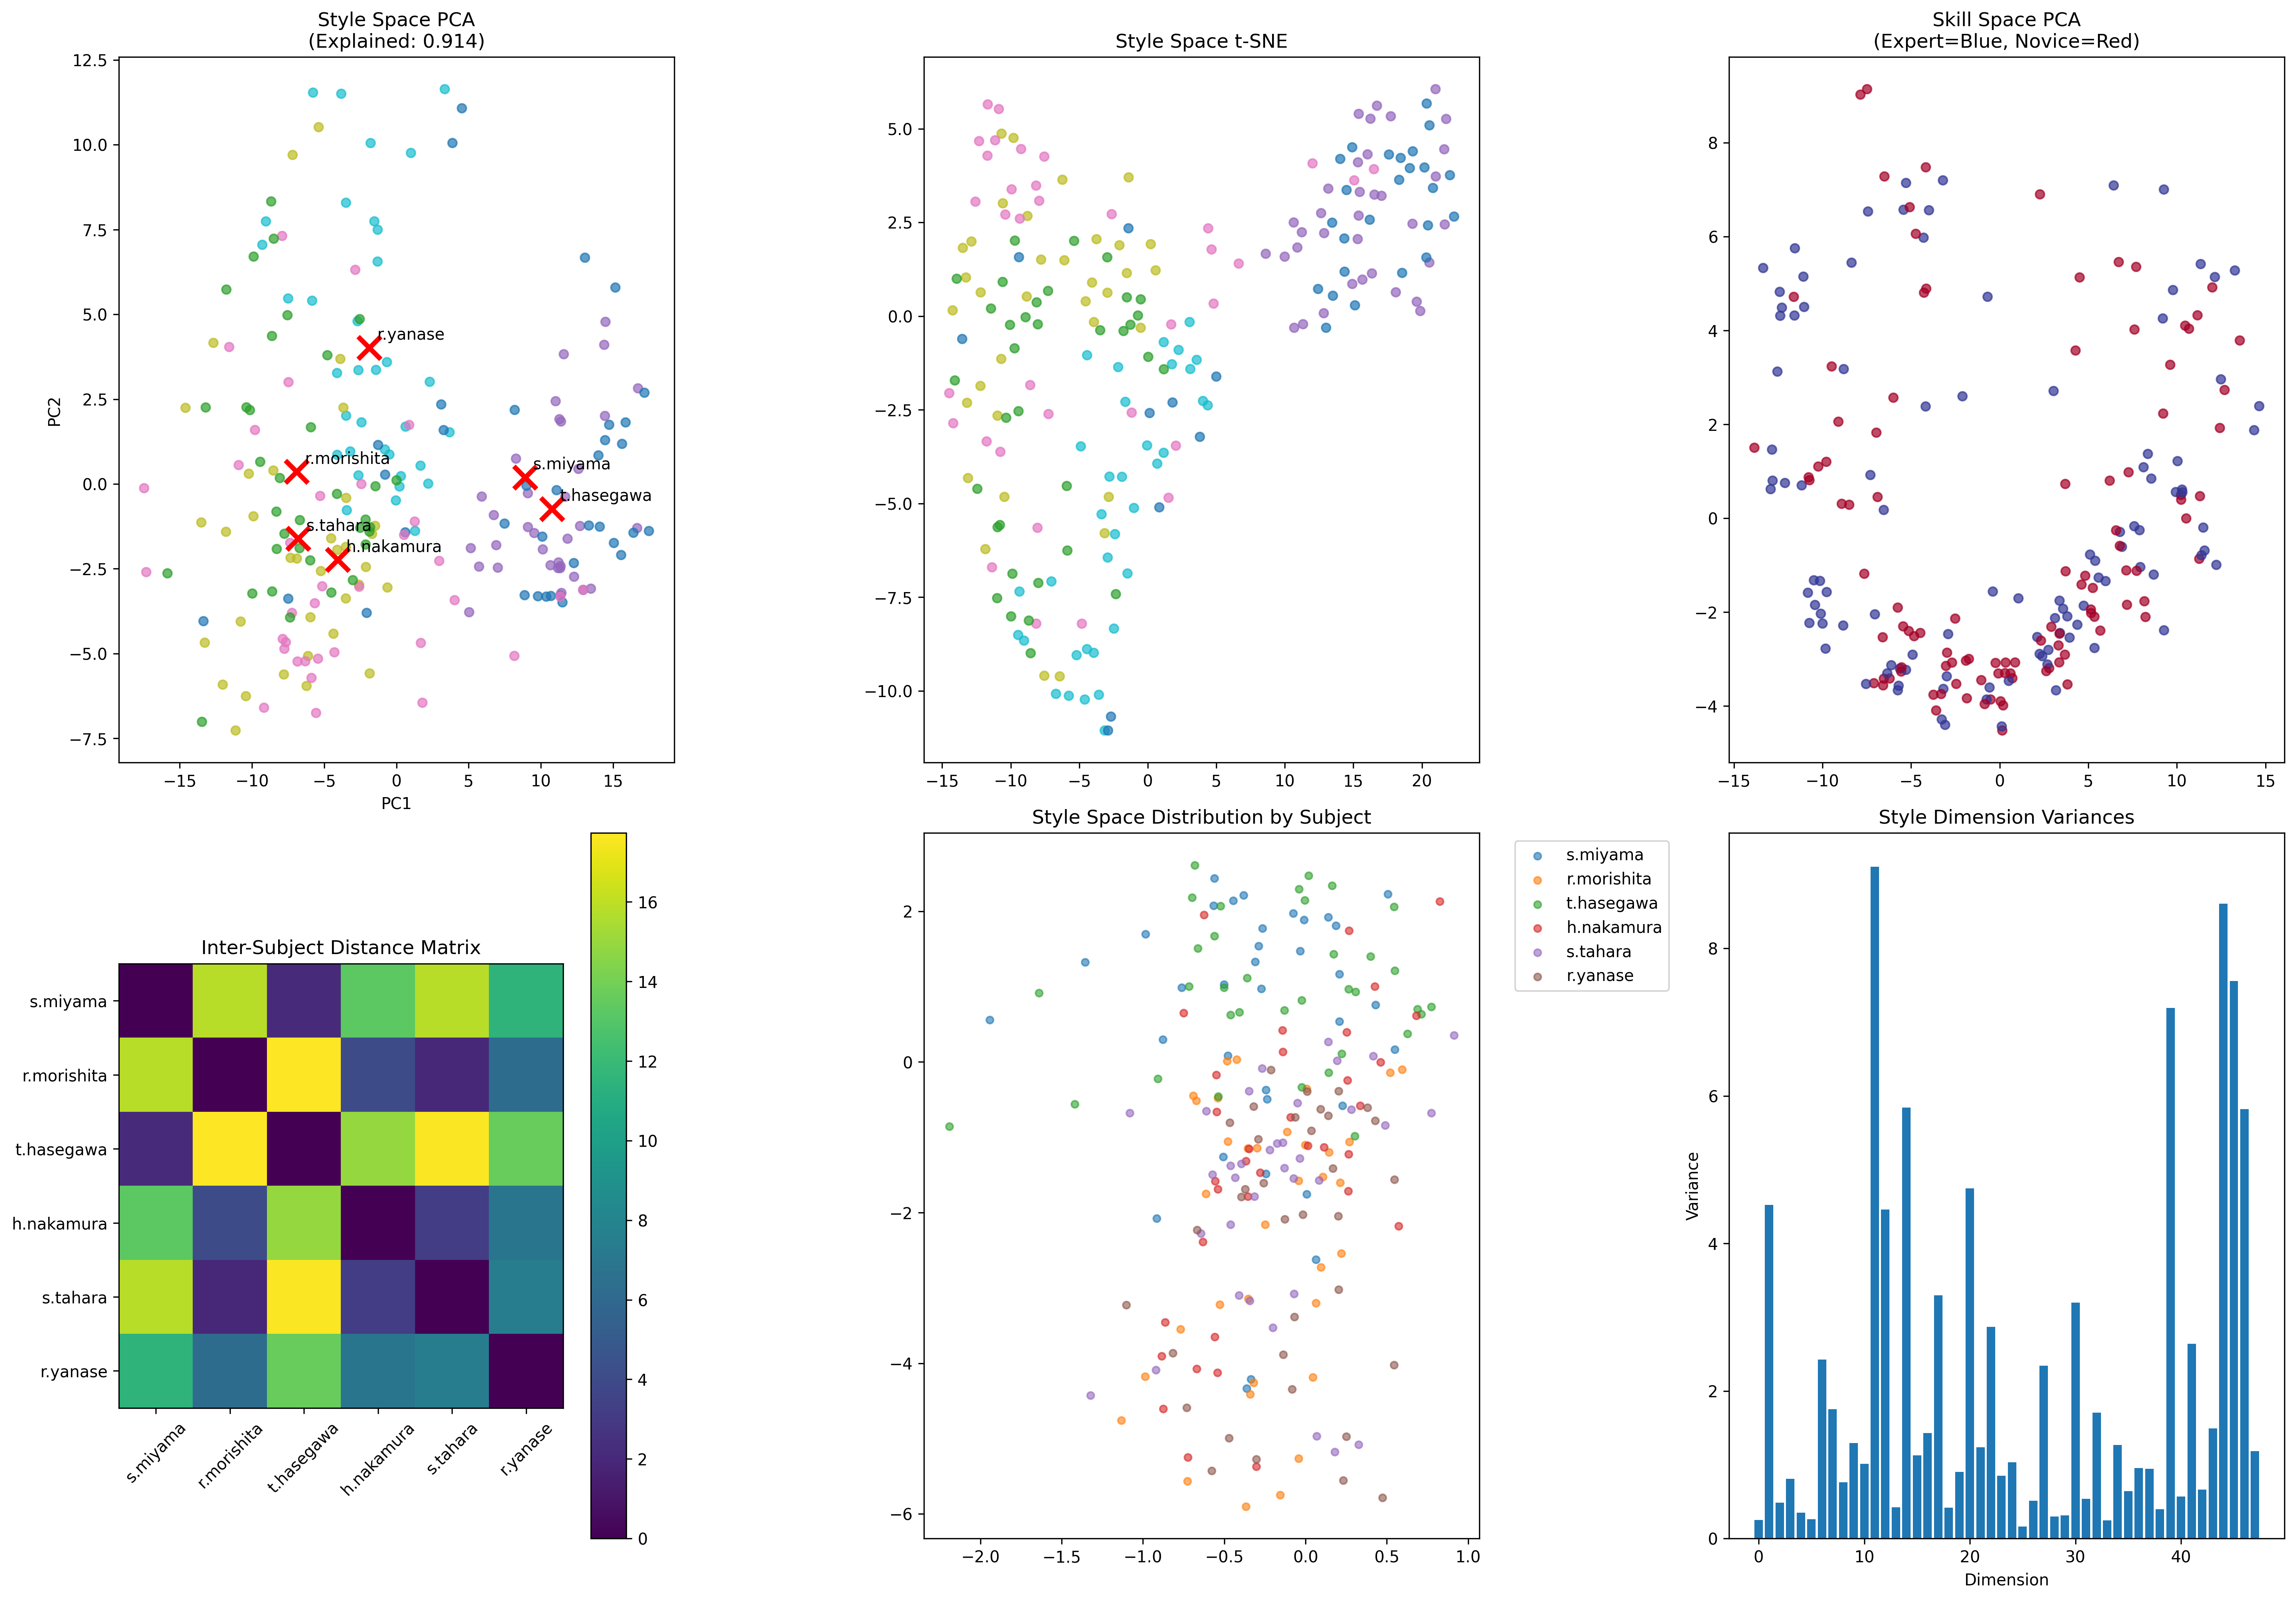 Style Space PCA
(Explained: 0.914)
12.5
10.0
7.5
5.0
2.5
0.0
−2.5
−5.0
−7.5
PC2
r.yanase
r.morishita
s.miyama
t.hasegawa
s.tahara
h.nakamura
−15
−10
−5
0
5
10
15
PC1
Style Space t-SNE
5.0
2.5
0.0
−2.5
−5.0
−7.5
−10.0
−15
−10
−5
0
5
10
15
20
Skill Space PCA
(Expert=Blue, Novice=Red)
8
6
4
2
0
−2
−4
−15
−10
−5
0
5
10
15
Inter-Subject Distance Matrix
s.miyama
r.morishita
t.hasegawa
h.nakamura
s.tahara
r.yanase
s.miyama
r.morishita
t.hasegawa
h.nakamura
s.tahara
r.yanase
16
14
12
10
8
6
4
2
0
Style Space Distribution by Subject
2
0
−2
−4
−6
−2.0
−1.5
−1.0
−0.5
0.0
0.5
1.0
s.miyama
r.morishita
t.hasegawa
h.nakamura
s.tahara
r.yanase
Style Dimension Variances
8
6
4
2
0
Variance
0
10
20
30
40
Dimension